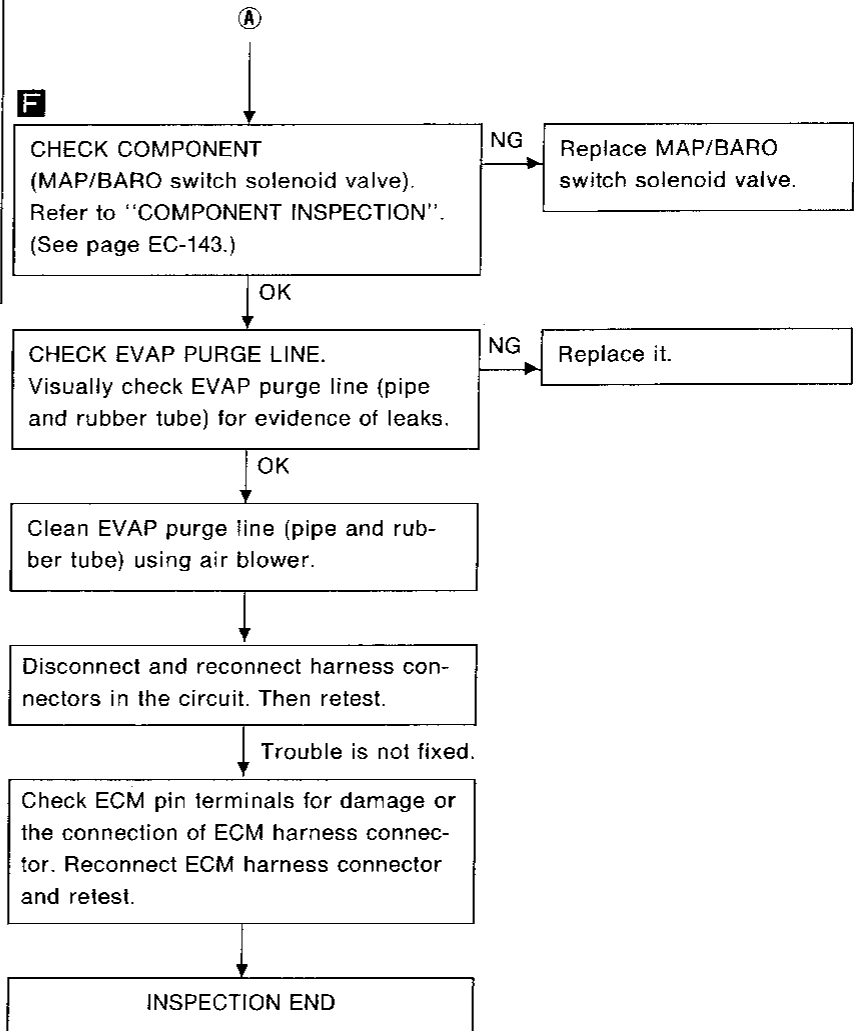 Ⓐ
F
CHECK COMPONENT
(MAP/BARO switch solenoid valve).
Refer to "COMPONENT INSPECTION".
(See page EC-143.)
NG
Replace MAP/BARO
switch solenoid valve.
OK
CHECK EVAP PURGE LINE.
Visually check EVAP purge line (pipe
and rubber tube) for evidence of leaks.
NG
Replace it.
OK
Clean EVAP purge line (pipe and rub-
ber tube) using air blower.
Disconnect and reconnect harness con-
nectors in the circuit. Then retest.
Trouble is not fixed.
Check ECM pin terminals for damage or
the connection of ECM harness connec-
tor. Reconnect ECM harness connector
and retest.
INSPECTION END